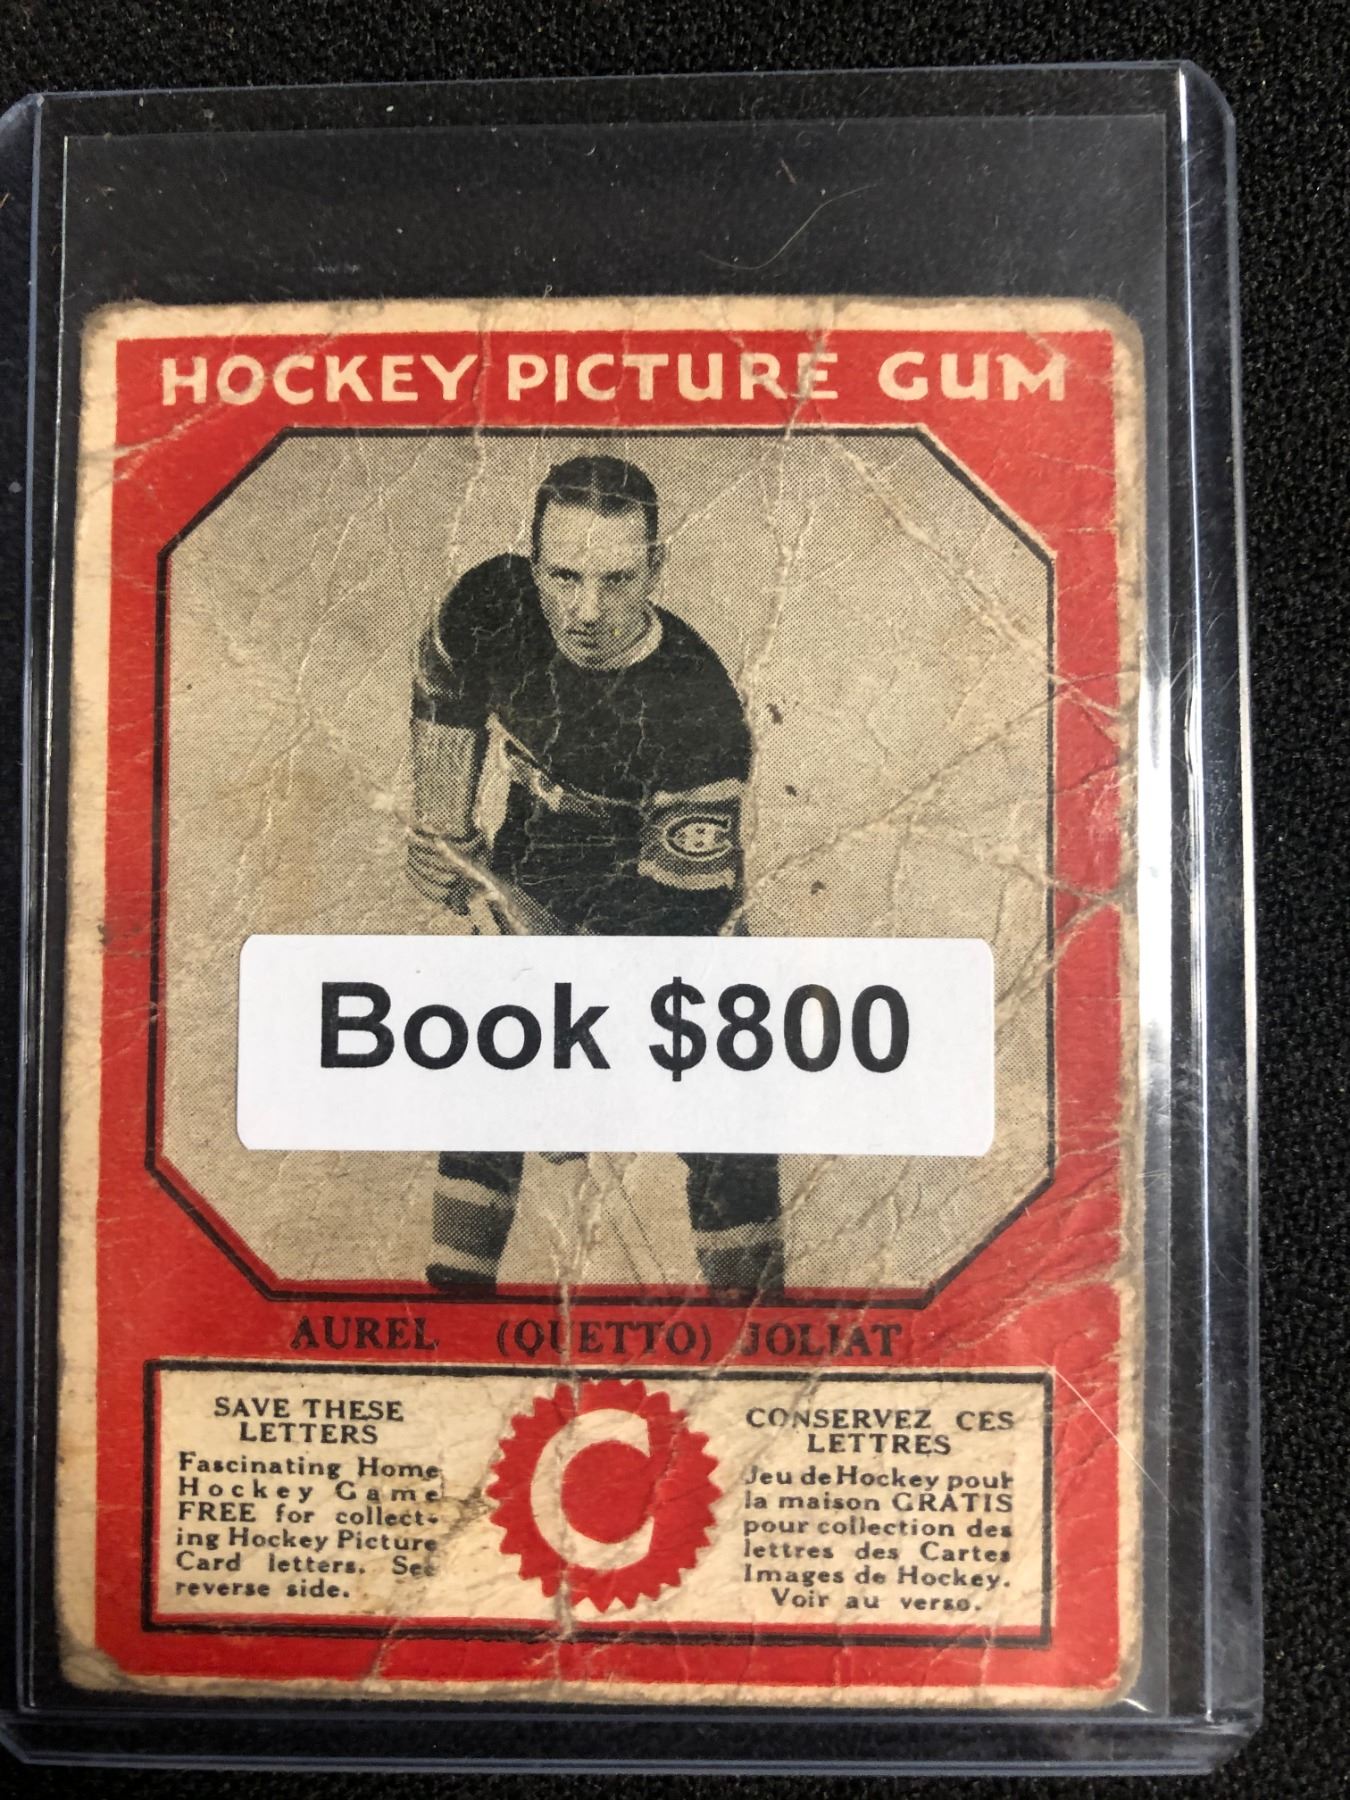 HOCKEY PICTURE GUM
C
Book $800
AUREL (QUETTO) JOLIAT
SAVE THESE
LETTERS
Fascinating Home
Hockey Game
FREE for collect-
ing Hockey Picture
Card letters. See
reverse side.
C
CONSERVEZ CES
LETTRES
Jeu de Hockey pour
la maison GRATIS
pour collection des
lettres des Cartes
Images de Hockey.
Voir au verso.